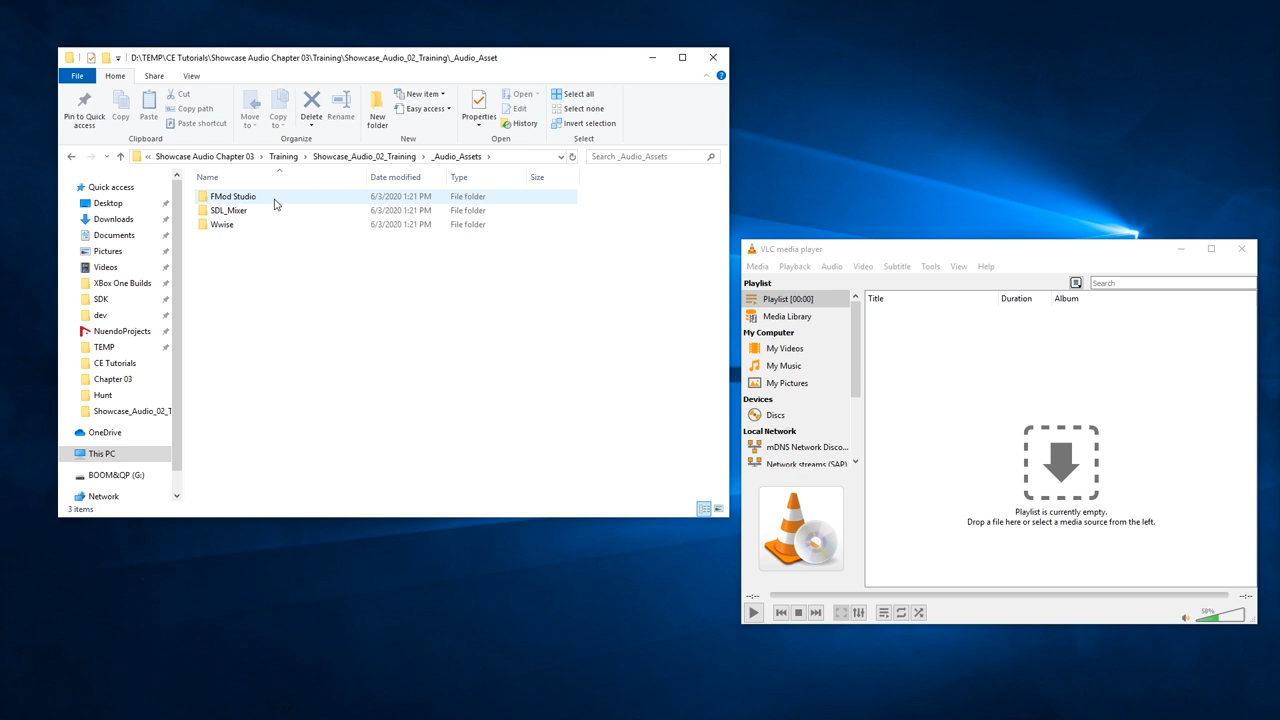 D:\TEMP\CE Tutorials\Showcase Audio Chapter 03\Training\Showcase_Audio_02_Training\_Audio_Asset
File Home Share View
Pin to Quick access
Copy
Paste
Cut
Copy path
Paste shortcut
Clipboard
Move to
Copy to
Delete
Rename
Organize
New folder
New item
Easy access
New
Properties
Open
Edit
History
Open
Select all
Select none
Invert selection
Select
« Showcase Audio Chapter 03 > Training > Showcase_Audio_02_Training > _Audio_Assets >
Search _Audio_Assets
Name Date modified Type Size
FMod Studio 6/3/2020 1:21 PM File folder
SDL_Mixer 6/3/2020 1:21 PM File folder
Wwise 6/3/2020 1:21 PM File folder
Quick access
Desktop
Downloads
Documents
Pictures
Videos
XBox One Builds
SDK
dev
NuendoProjects
TEMP
CE Tutorials
Chapter 03
Hunt
Showcase_Audio_02_T
OneDrive
This PC
BOOM&QP (G:)
Network
3 items
VLC media player
Media Playback Audio Video Subtitle Tools View Help
Playlist
Search
Playlist [00:00]
Media Library
My Computer
My Videos
My Music
My Pictures
Devices
Discs
Local Network
mDNS Network Disco...
Network streams (SAP)
Title Duration Album
Playlist is currently empty.
Drop a file here or select a media source from the left.
--:-- --:--
58%